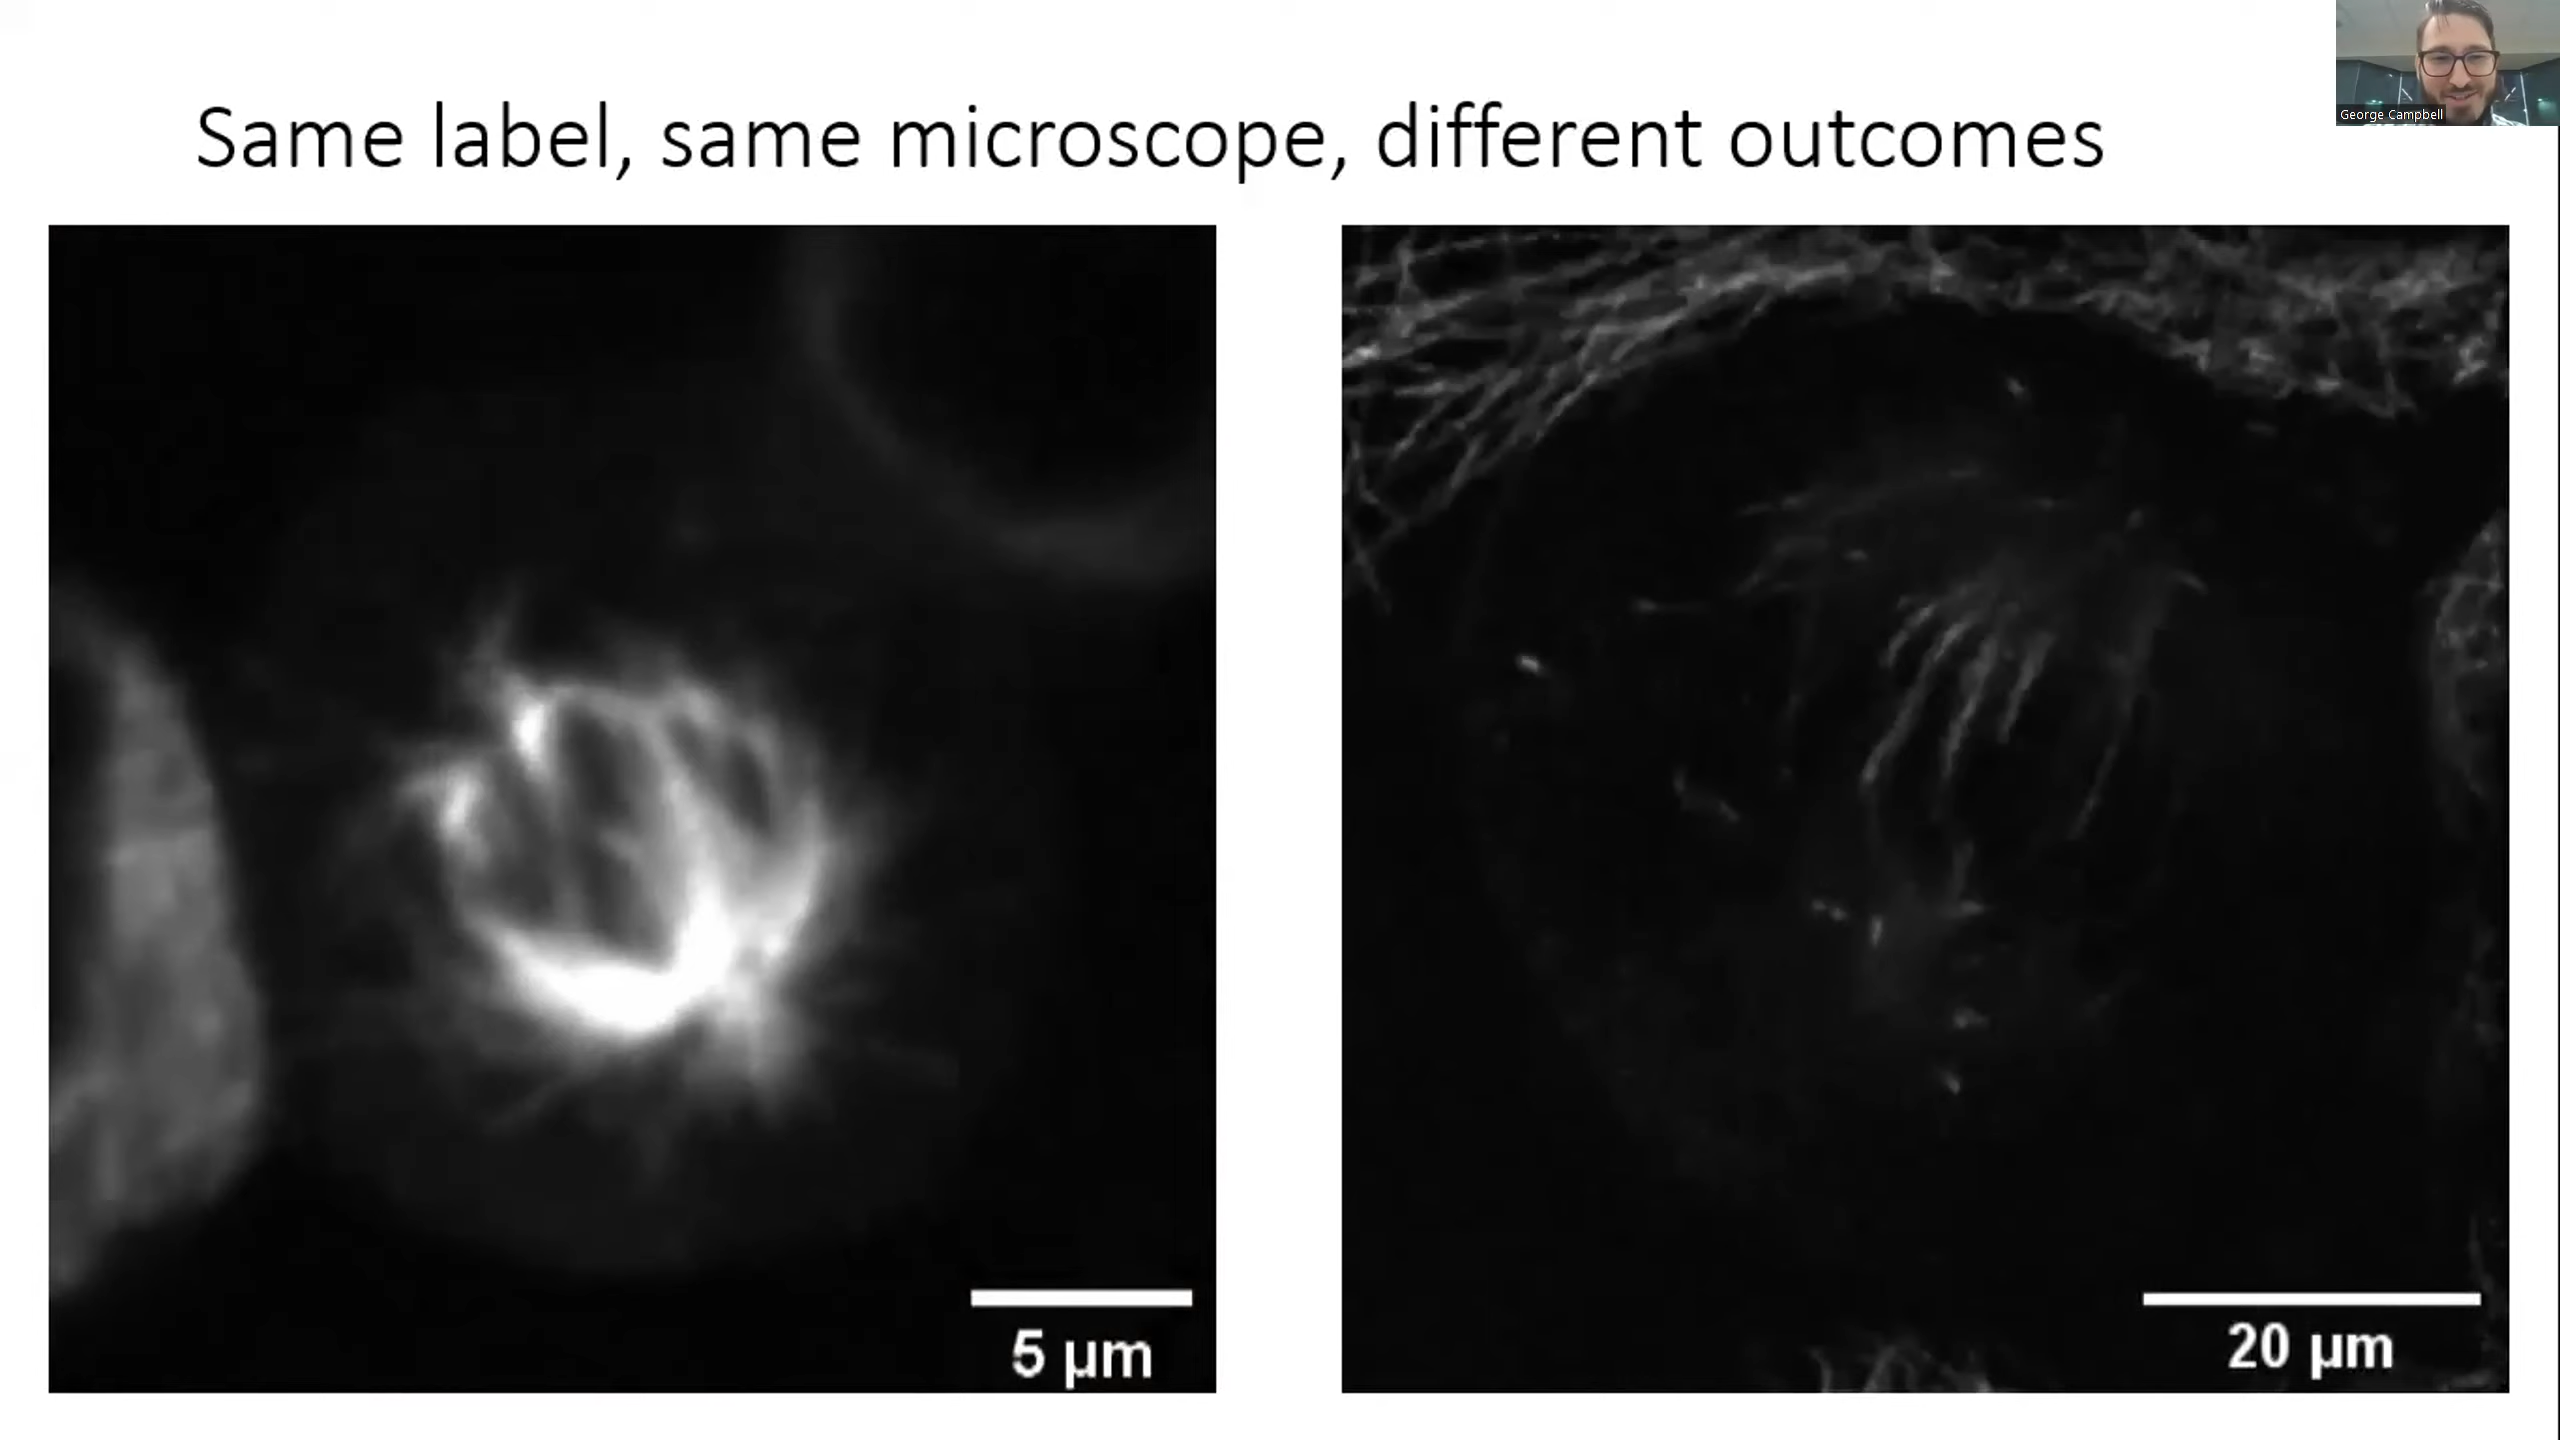 George Campbell
Same label, same microscope, different outcomes
5 µm
20 µm